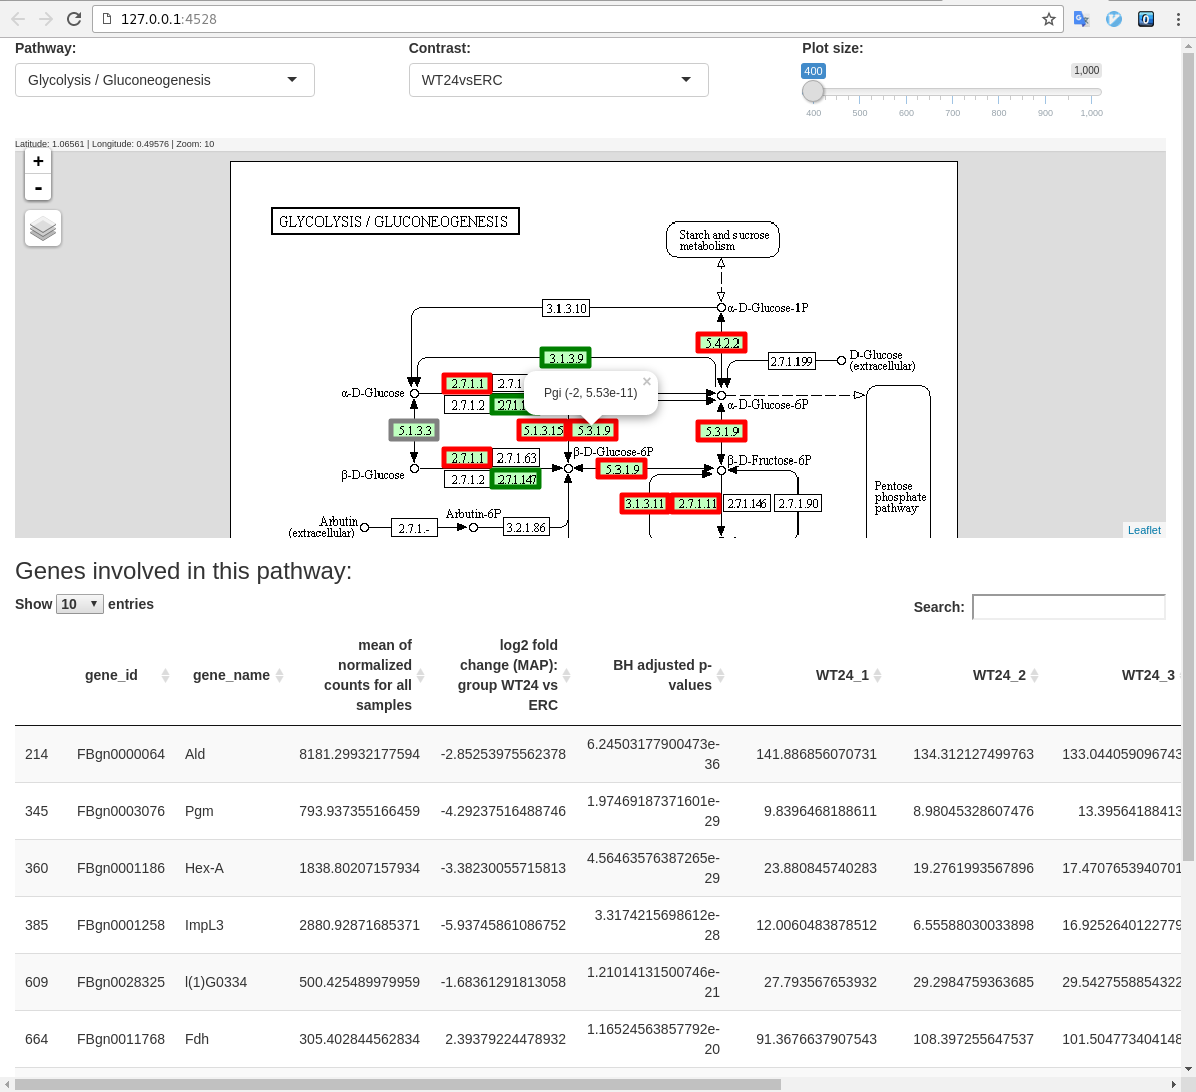 127.0.0.1:4528
Pathway:
Contrast:
Plot size:
Glycolysis / Gluconeogenesis
WT24vsERC
400
1,000
400 500 600 700 800 900 1,000
Latitude: 1.06561 | Longitude: 0.49576 | Zoom: 10
+
-
GLYCOLYSIS / GLUCONEOGENESIS
Starch and sucrose
metabolism
3.1.3.10
α-D-Glucose-1P
5.4.2.2
3.1.3.9
2.7.1.199
D-Glucose
(extracellular)
×
Pgi (-2, 5.53e-11)
α-D-Glucose
2.7.1.1
2.7.1
2.7.1.2
2.7.1.1
α-D-Glucose-6P
5.1.3.3
5.1.3.15
5.3.1.9
5.3.1.9
β-D-Glucose-6P
β-D-Fructose-6P
2.7.1.1
2.7.1.63
β-D-Glucose
5.3.1.9
2.7.1.2
2.7.1.147
3.1.3.11
2.7.1.11
2.7.1.146
2.7.1.90
Pentose
phosphate
pathway
Arbutin
(extracellular)
2.7.1.-
Arbutin-6P
3.2.1.86
Leaflet
Genes involved in this pathway:
Show 10 entries
Search:
gene_id
gene_name
mean of
normalized
counts for all
samples
log2 fold
change (MAP):
group WT24 vs
ERC
BH adjusted p-
values
WT24_1
WT24_2
WT24_3
214 FBgn0000064 Ald 8181.29932177594 -2.85253975562378 6.24503177900473e-36 141.886856070731 134.312127499763 133.044059096743
345 FBgn0003076 Pgm 793.937355166459 -4.29237516488746 1.97469187371601e-29 9.8396468188611 8.98045328607476 13.39564188413
360 FBgn0001186 Hex-A 1838.80207157934 -3.38230055715813 4.56463576387265e-29 23.880845740283 19.2761993567896 17.4707653940701
385 FBgn0001258 ImpL3 2880.92871685371 -5.93745861086752 3.3174215698612e-28 12.0060483878512 6.55588030033898 16.9252640122779
609 FBgn0028325 l(1)G0334 500.425489979959 -1.68361291813058 1.21014131500746e-21 27.793567653932 29.2984759363685 29.5427558854322
664 FBgn0011768 Fdh 305.402844562834 2.39379224478932 1.16524563857792e-20 91.3676637907543 108.397255647537 101.504773404148